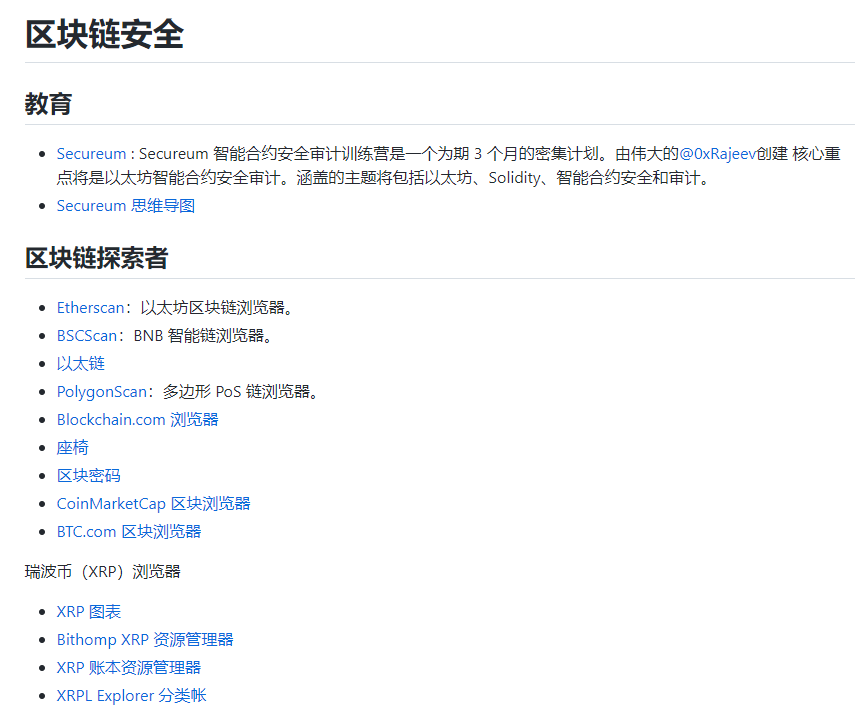 区块链安全
教育
Secureum : Secureum 智能合约安全审计训练营是一个为期 3 个月的密集计划。由伟大的@0xRajeev创建 核心重
点将是以太坊智能合约安全审计。涵盖的主题将包括以太坊、Solidity、智能合约安全和审计。
Secureum 思维导图
区块链探索者
Etherscan：以太坊区块链浏览器。
BSCScan：BNB 智能链浏览器。
以太链
PolygonScan：多边形 PoS 链浏览器。
Blockchain.com 浏览器
座椅
区块密码
CoinMarketCap 区块浏览器
BTC.com 区块浏览器
瑞波币（XRP）浏览器
XRP 图表
Bithomp XRP 资源管理器
XRP 账本资源管理器
XRPL Explorer 分类帐